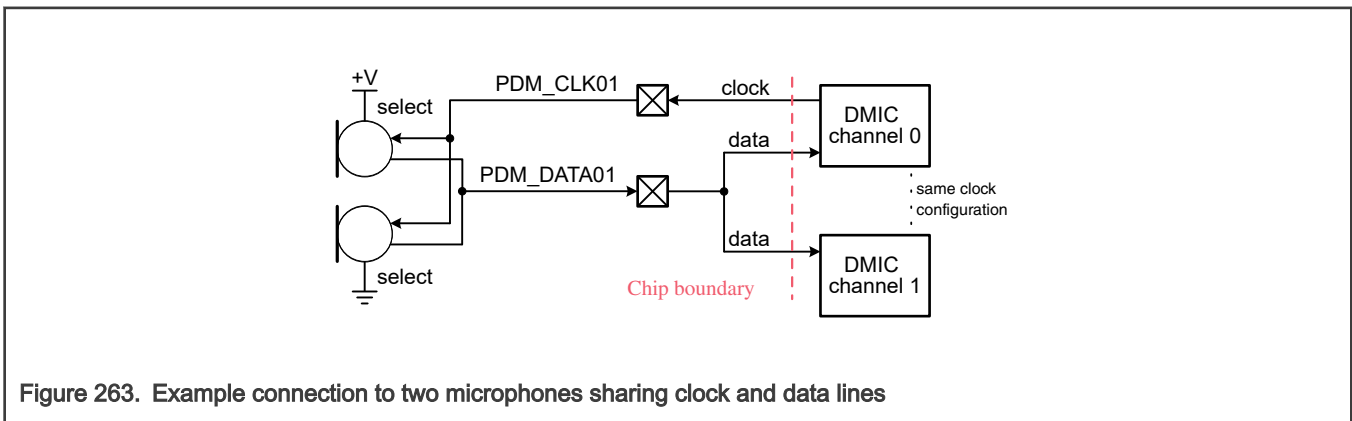 +V
select
PDM_CLK01
clock
DMIC
channel 0
data
PDM_DATA01
same clock
configuration
data
DMIC
channel 1
select
Chip boundary
Figure 263. Example connection to two microphones sharing clock and data lines